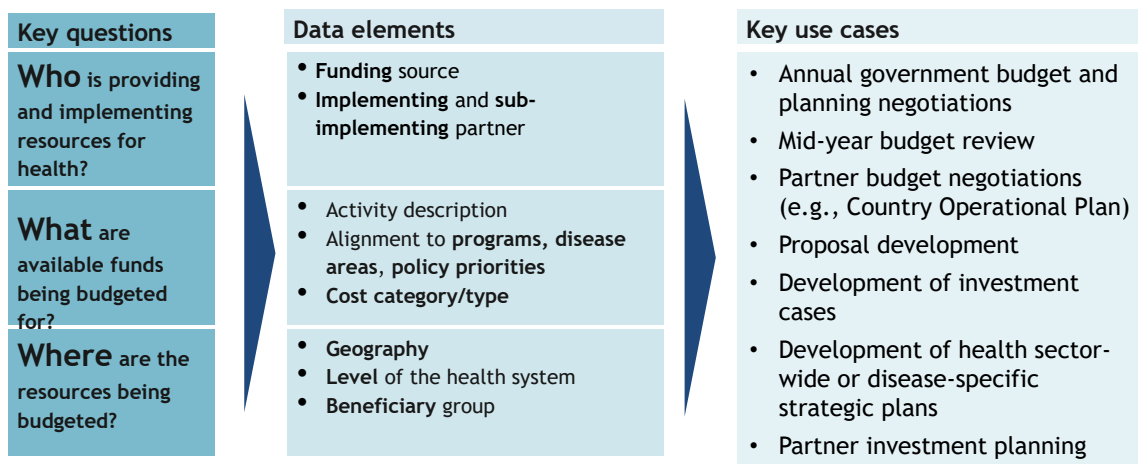 Key questions
Who is providing
and implementing
resources for
health?
What are
available funds
being budgeted
for?
Where are the
resources being
budgeted?
Data elements
• Funding source
• Implementing and sub-
implementing partner
• Activity description
• Alignment to programs, disease
areas, policy priorities
• Cost category/type
• Geography
• Level of the health system
• Beneficiary group
Key use cases
• Annual government budget and
planning negotiations
• Mid-year budget review
• Partner budget negotiations
(e.g., Country Operational Plan)
• Proposal development
• Development of investment
cases
• Development of health sector-
wide or disease-specific
strategic plans
• Partner investment planning